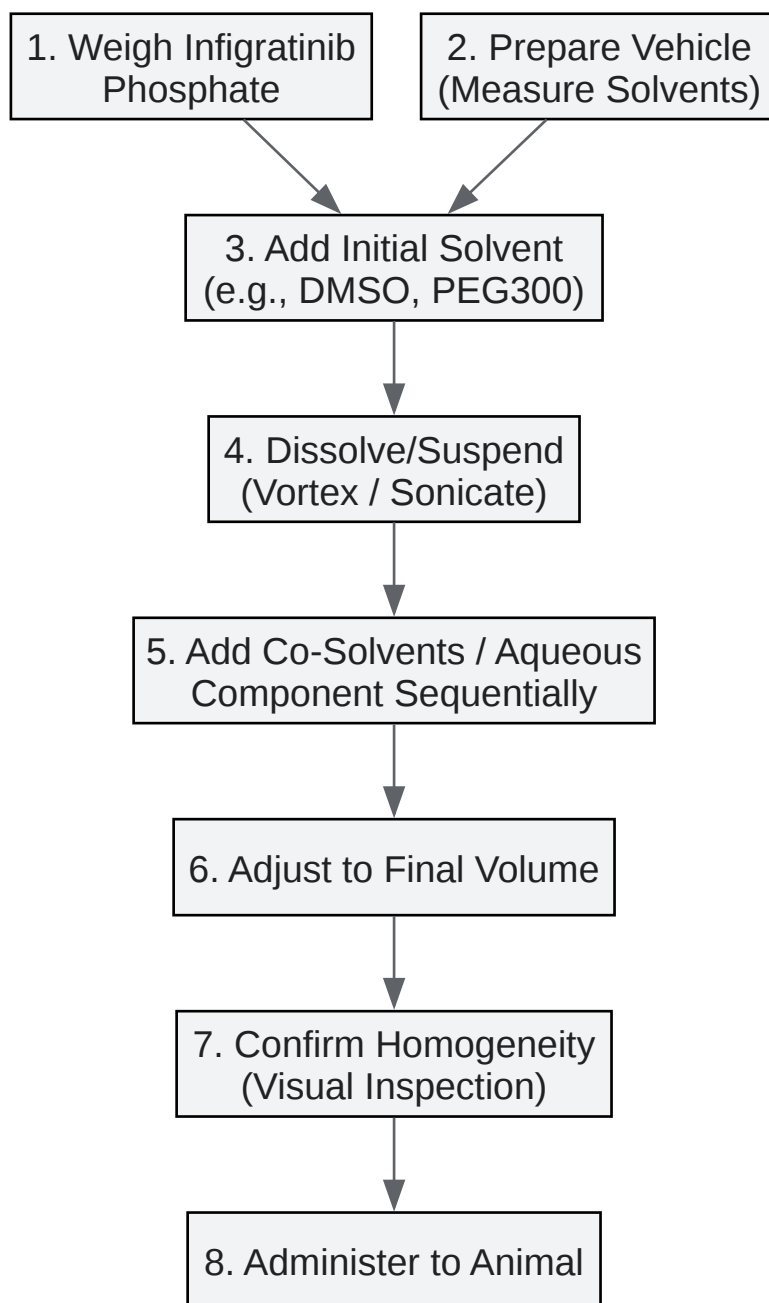 1. Weigh Infigratinib
Phosphate
2. Prepare Vehicle
(Measure Solvents)
3. Add Initial Solvent
(e.g., DMSO, PEG300)
4. Dissolve/Suspend
(Vortex / Sonicate)
5. Add Co-Solvents / Aqueous
Component Sequentially
6. Adjust to Final Volume
7. Confirm Homogeneity
(Visual Inspection)
8. Administer to Animal